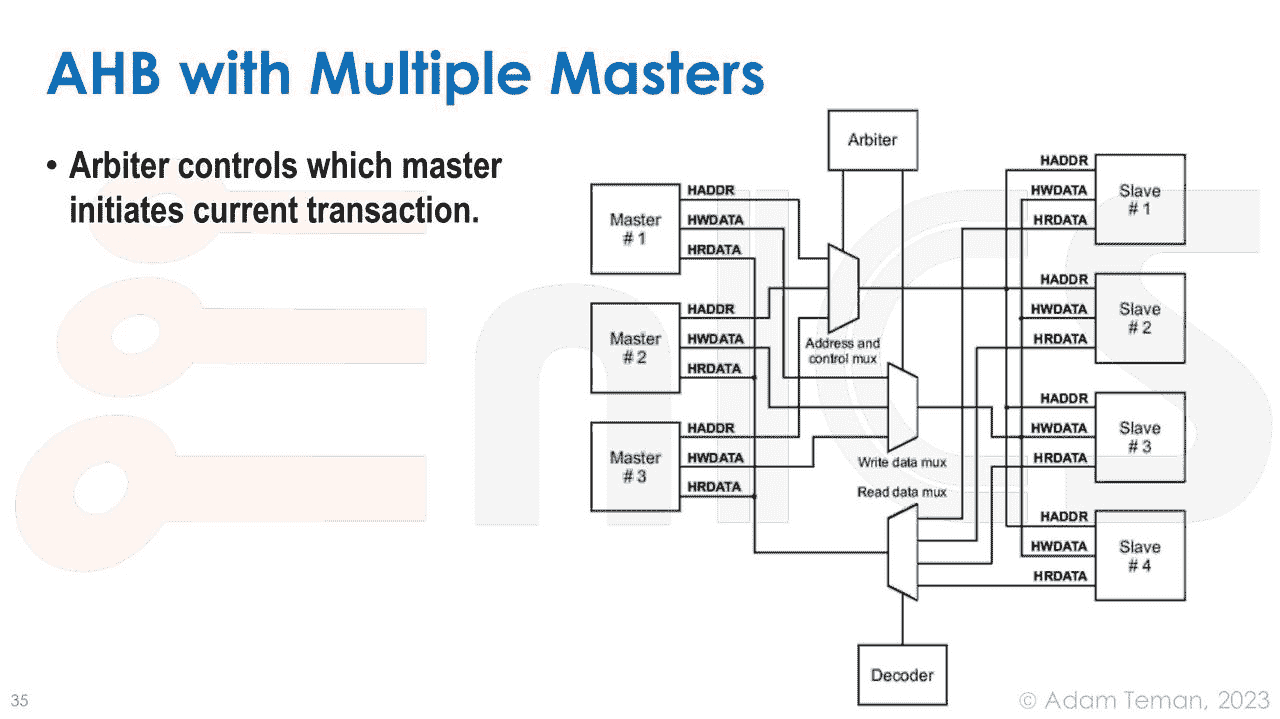 AHB with Multiple Masters
• Arbiter controls which master
initiates current transaction.
Arbiter
Master
# 1
HADDR
HWDATA
HRDATA
Master
# 2
HADDR
HWDATA
HRDATA
Master
# 3
HADDR
HWDATA
HRDATA
Address and
control mux
Write data mux
Read data mux
Decoder
HADDR
HWDATA
HRDATA
Slave
# 1
HADDR
HWDATA
HRDATA
Slave
# 2
HADDR
HWDATA
HRDATA
Slave
# 3
HADDR
HWDATA
HRDATA
Slave
# 4
nICS
35
© Adam Teman, 2023